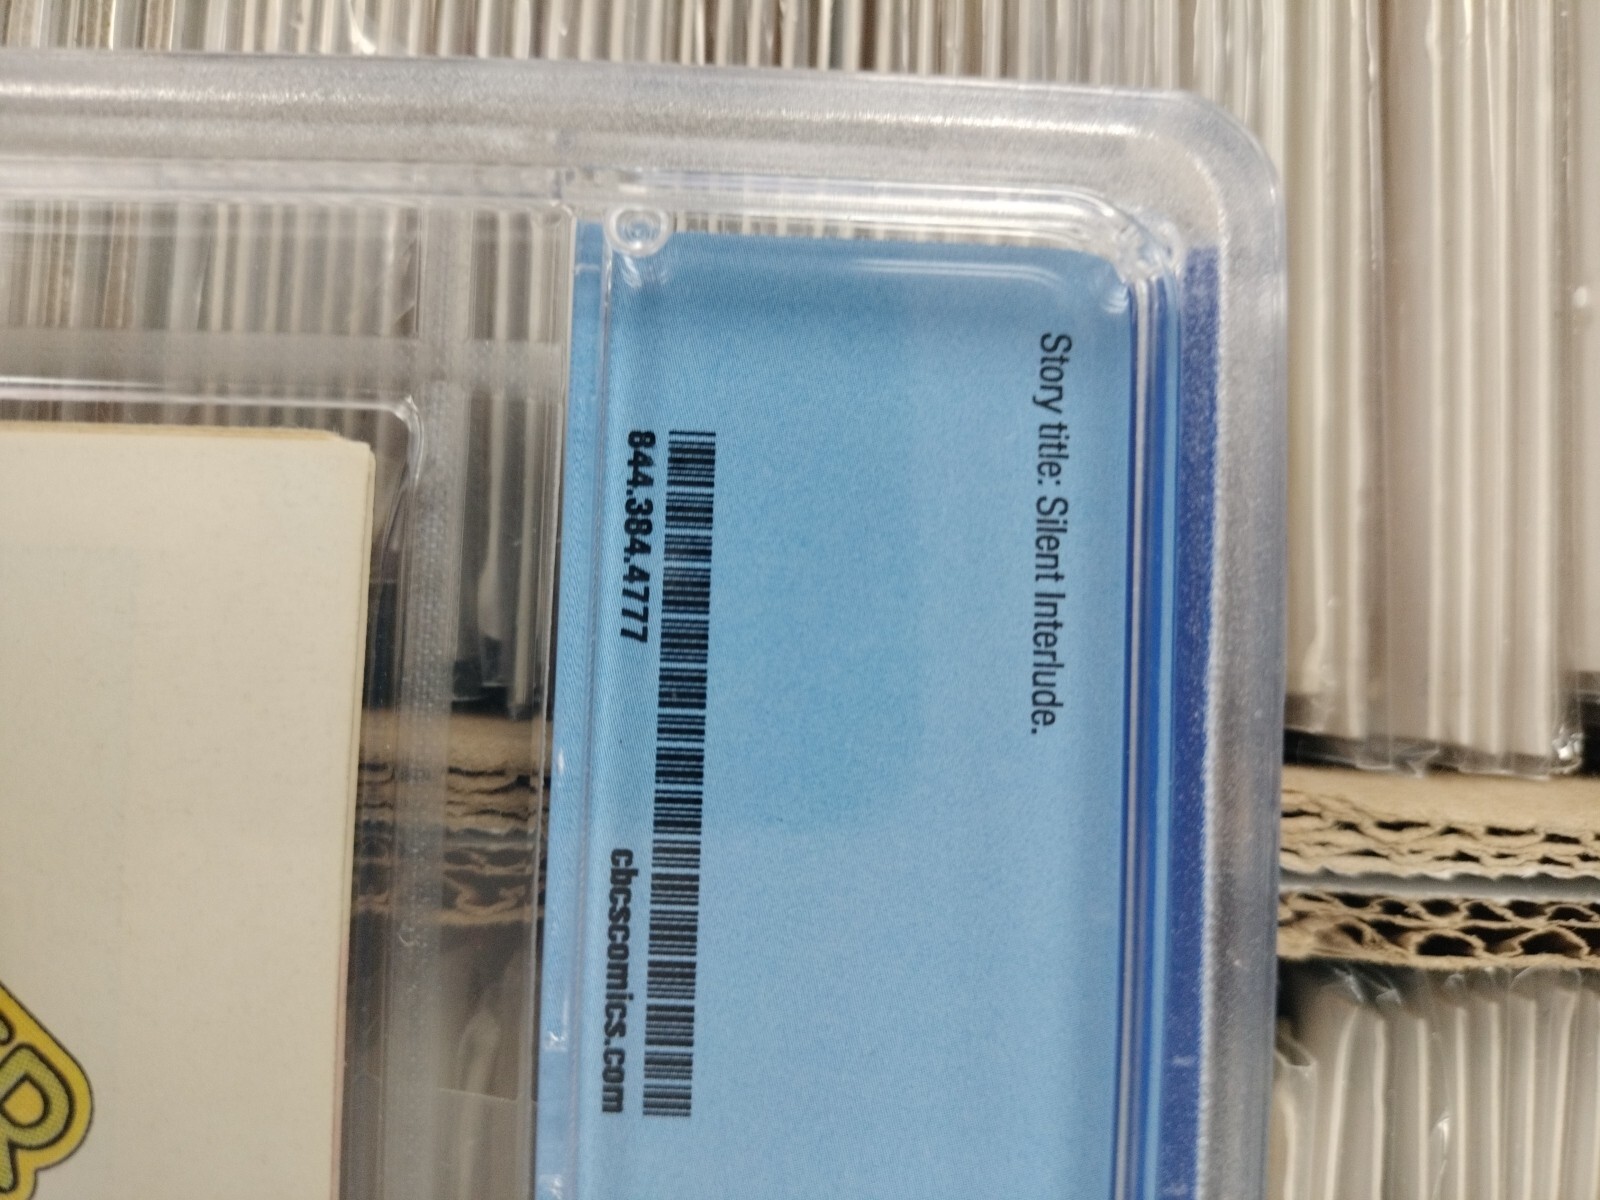 Story title: Silent Interlude.
844.384.4777
cbcscomics.com